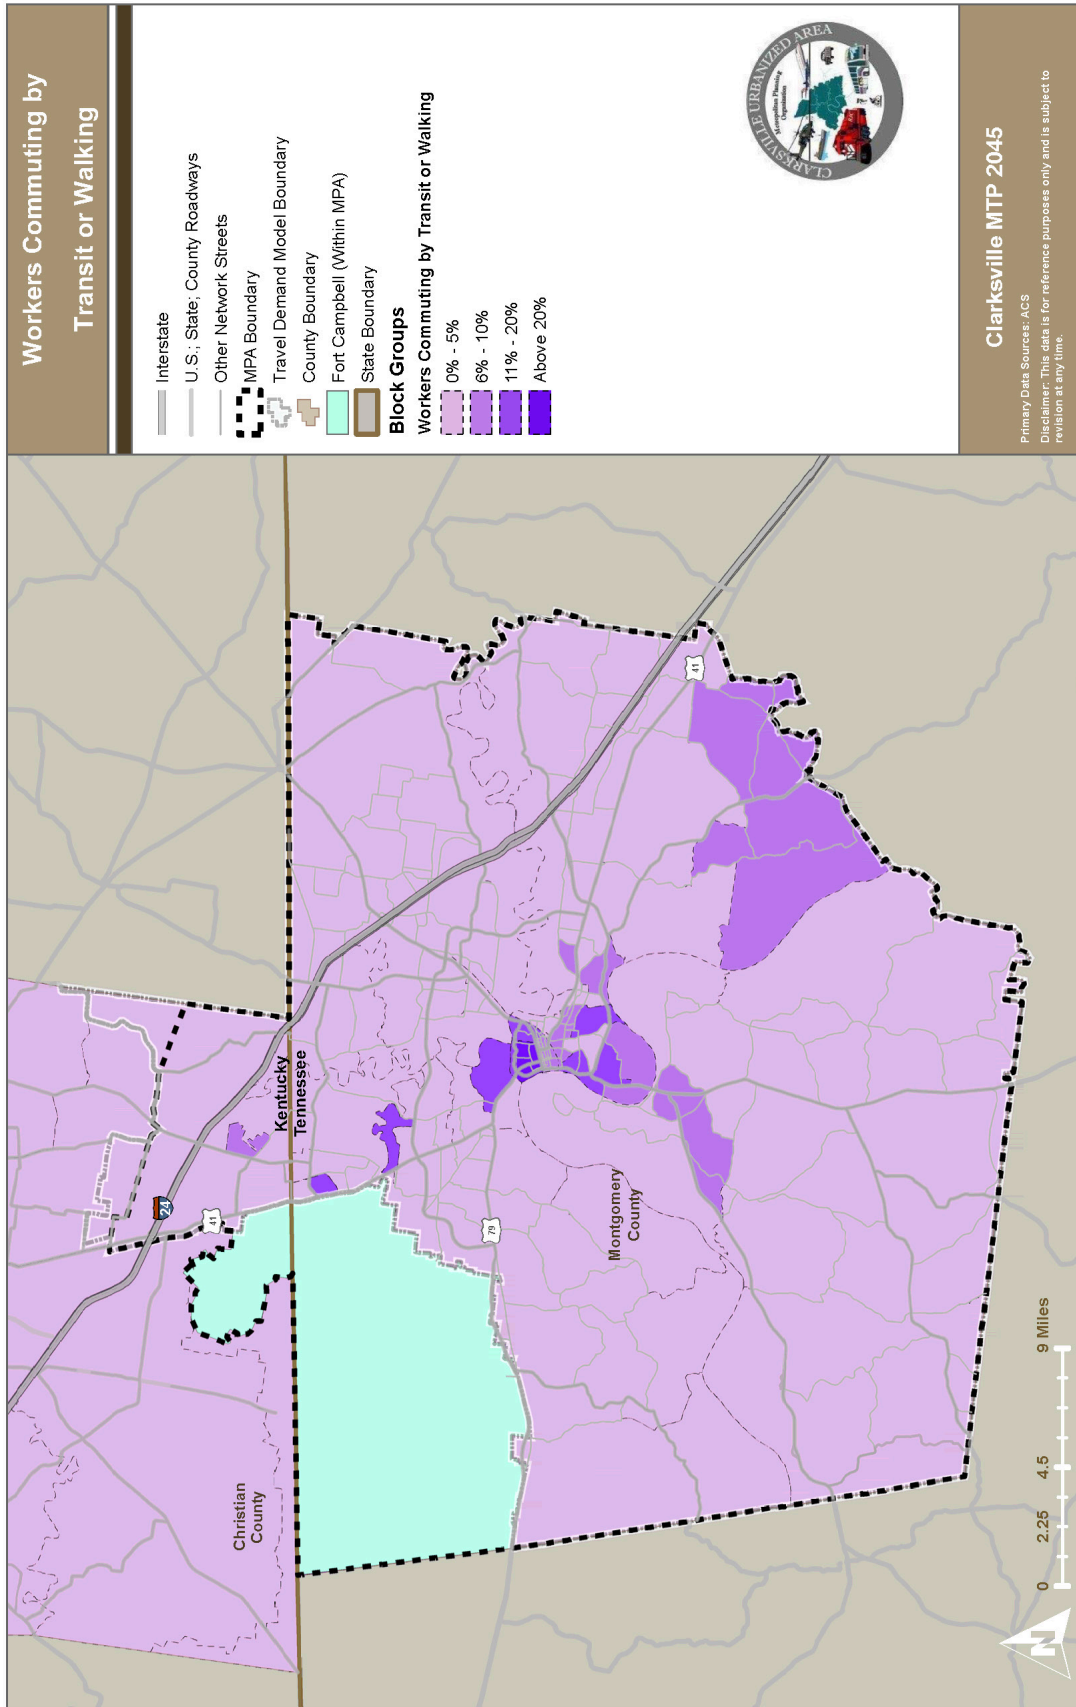 Workers Commuting by
Transit or Walking
Interstate
U.S.; State; County Roadways
Other Network Streets
MPA Boundary
Travel Demand Model Boundary
County Boundary
Fort Campbell (Within MPA)
State Boundary
Block Groups
Workers Commuting by Transit or Walking
0% - 5%
6% - 10%
11% - 20%
Above 20%
CLARKSVILLE URBANIZED AREA
Metropolitan Planning
Organization
Clarksville MTP 2045
Primary Data Sources: ACS
Disclaimer: This data is for reference purposes only and is subject to
revision at any time.
Christian
County
24
41
Kentucky
Tennessee
79
41
Montgomery
County
N
0 2.25 4.5 9 Miles